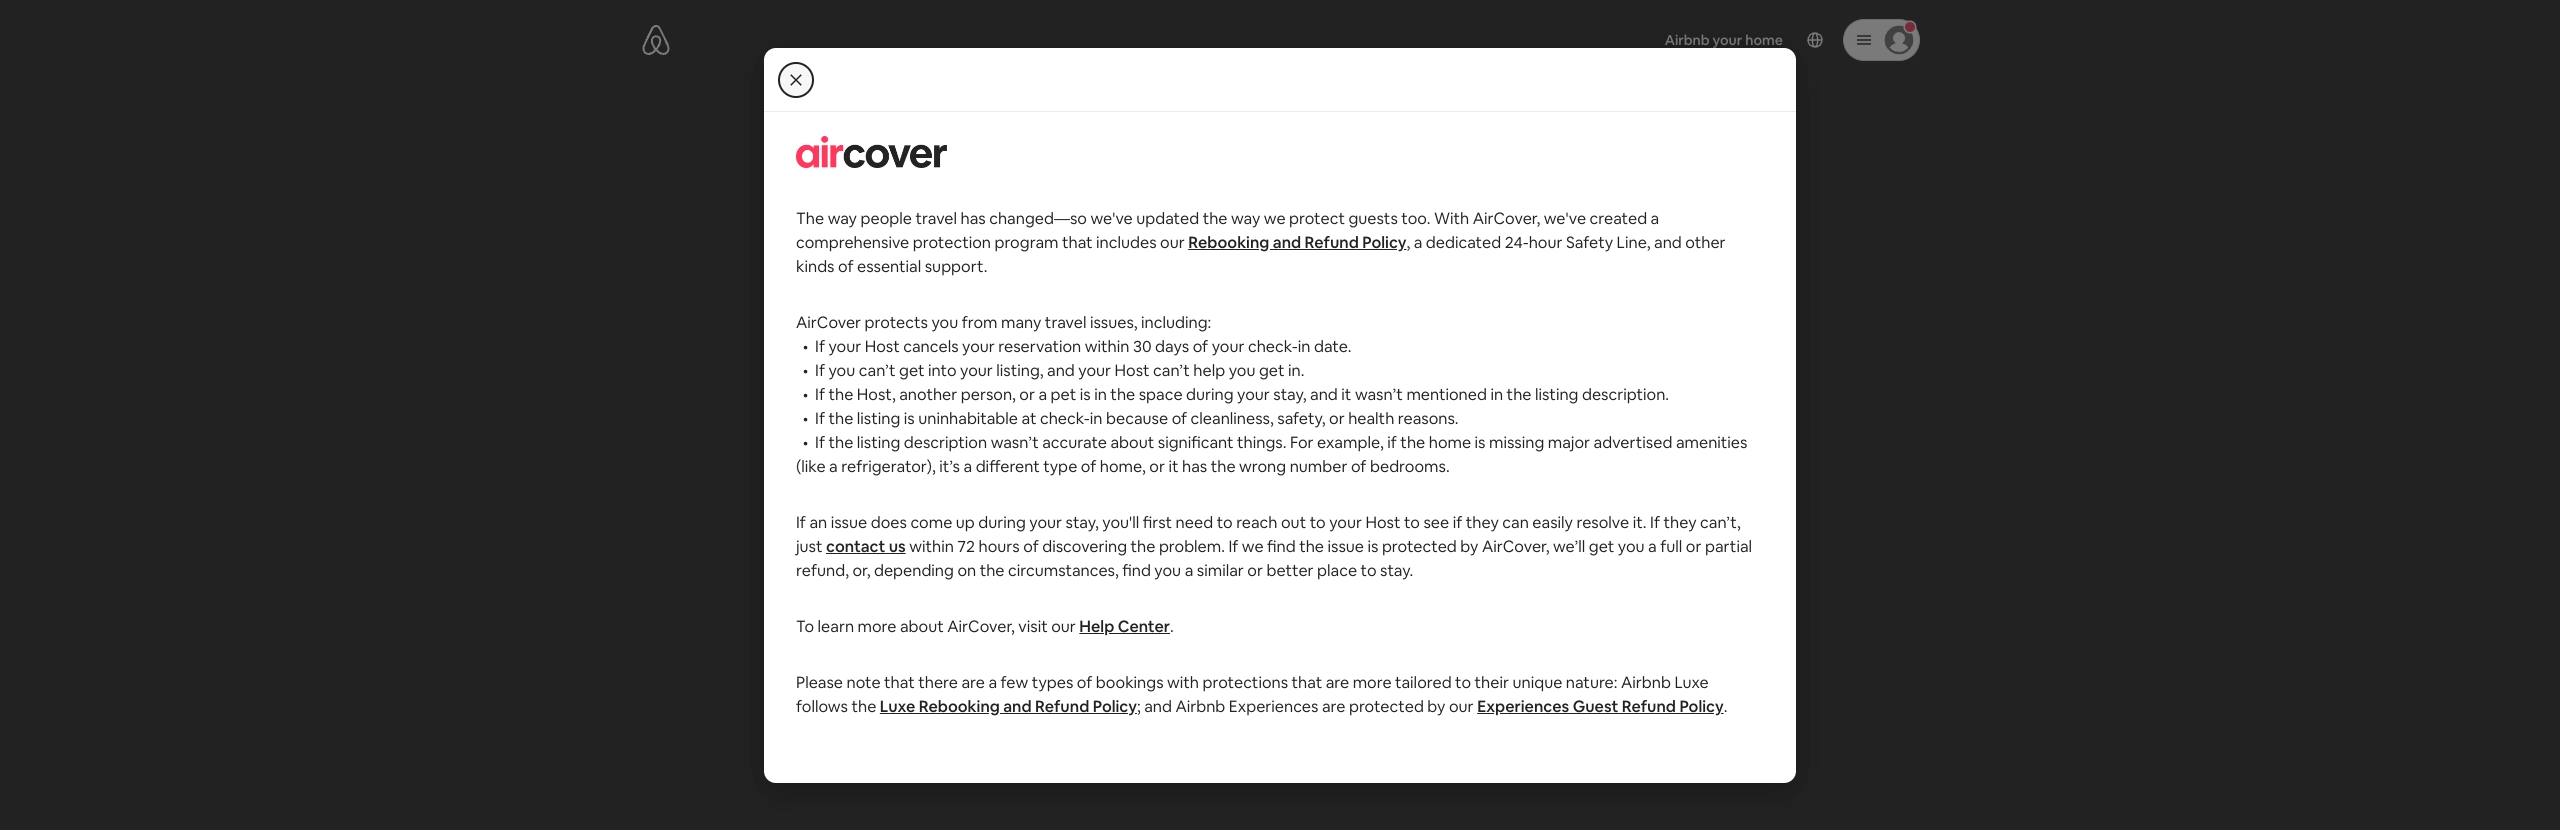 Airbnb your home
aircover
The way people travel has changed—so we've updated the way we protect guests too. With AirCover, we've created a
comprehensive protection program that includes our Rebooking and Refund Policy, a dedicated 24-hour Safety Line, and other
kinds of essential support.
AirCover protects you from many travel issues, including:
• If your Host cancels your reservation within 30 days of your check-in date.
• If you can’t get into your listing, and your Host can’t help you get in.
• If the Host, another person, or a pet is in the space during your stay, and it wasn’t mentioned in the listing description.
• If the listing is uninhabitable at check-in because of cleanliness, safety, or health reasons.
• If the listing description wasn’t accurate about significant things. For example, if the home is missing major advertised amenities
(like a refrigerator), it’s a different type of home, or it has the wrong number of bedrooms.
If an issue does come up during your stay, you'll first need to reach out to your Host to see if they can easily resolve it. If they can’t,
just contact us within 72 hours of discovering the problem. If we find the issue is protected by AirCover, we’ll get you a full or partial
refund, or, depending on the circumstances, find you a similar or better place to stay.
To learn more about AirCover, visit our Help Center.
Please note that there are a few types of bookings with protections that are more tailored to their unique nature: Airbnb Luxe
follows the Luxe Rebooking and Refund Policy; and Airbnb Experiences are protected by our Experiences Guest Refund Policy.